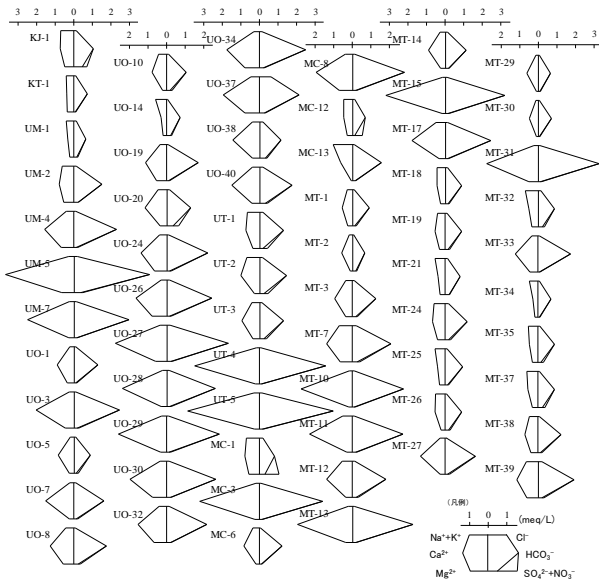 3 2 1 0 1 2 3
KJ-1
KT-1
UM-1
UM-2
UM-4
UM-5
UM-7
UO-1
UO-3
UO-5
UO-7
UO-8
2 1 0 1 2
UO-10
UO-14
UO-19
UO-20
UO-24
UO-26
UO-27
UO-28
UO-29
UO-30
UO-32
3 2 1 0 1 2 3
UO-34
UO-37
UO-38
UO-40
UT-1
UT-2
UT-3
UT-4
UT-5
MC-1
MC-3
MC-6
2 1 0 1 2
MC-8
MC-12
MC-13
MT-1
MT-2
MT-3
MT-7
MT-10
MT-11
MT-12
MT-13
3 2 1 0 1 2 3
MT-14
MT-15
MT-17
MT-18
MT-19
MT-21
MT-24
MT-25
MT-26
MT-27
2 1 0 1 2 3
MT-29
MT-30
MT-31
MT-32
MT-33
MT-34
MT-35
MT-37
MT-38
MT-39
(凡例)
1 0 1
(meq/L)
Na⁺+K⁺ Cl⁻
Ca²⁺ HCO₃⁻
Mg²⁺ SO₄²⁻+NO₃⁻